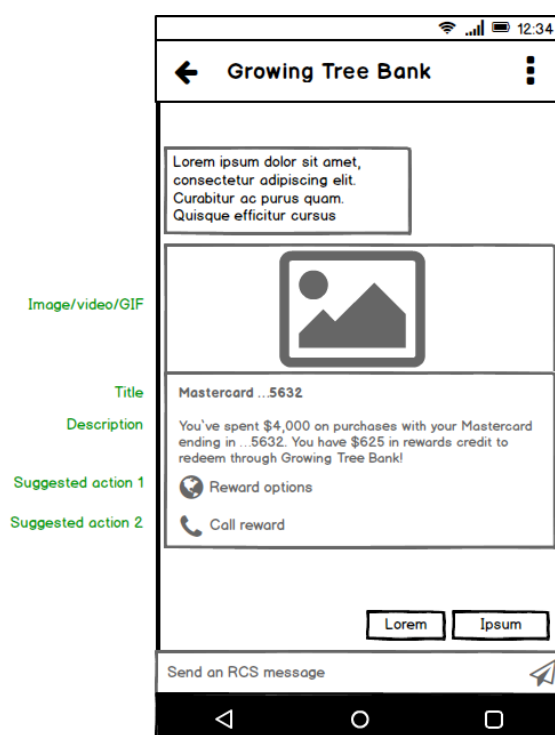 12:34
Growing Tree Bank
Lorem ipsum dolor sit amet,
consectetur adipiscing elit.
Curabitur ac purus quam.
Quisque efficitur cursus
Image/video/GIF
Title
Mastercard ...5632
Description
You've spent $4,000 on purchases with your Mastercard
ending in ...5632. You have $625 in rewards credit to
redeem through Growing Tree Bank!
Suggested action 1
Reward options
Suggested action 2
Call reward
Lorem
Ipsum
Send an RCS message